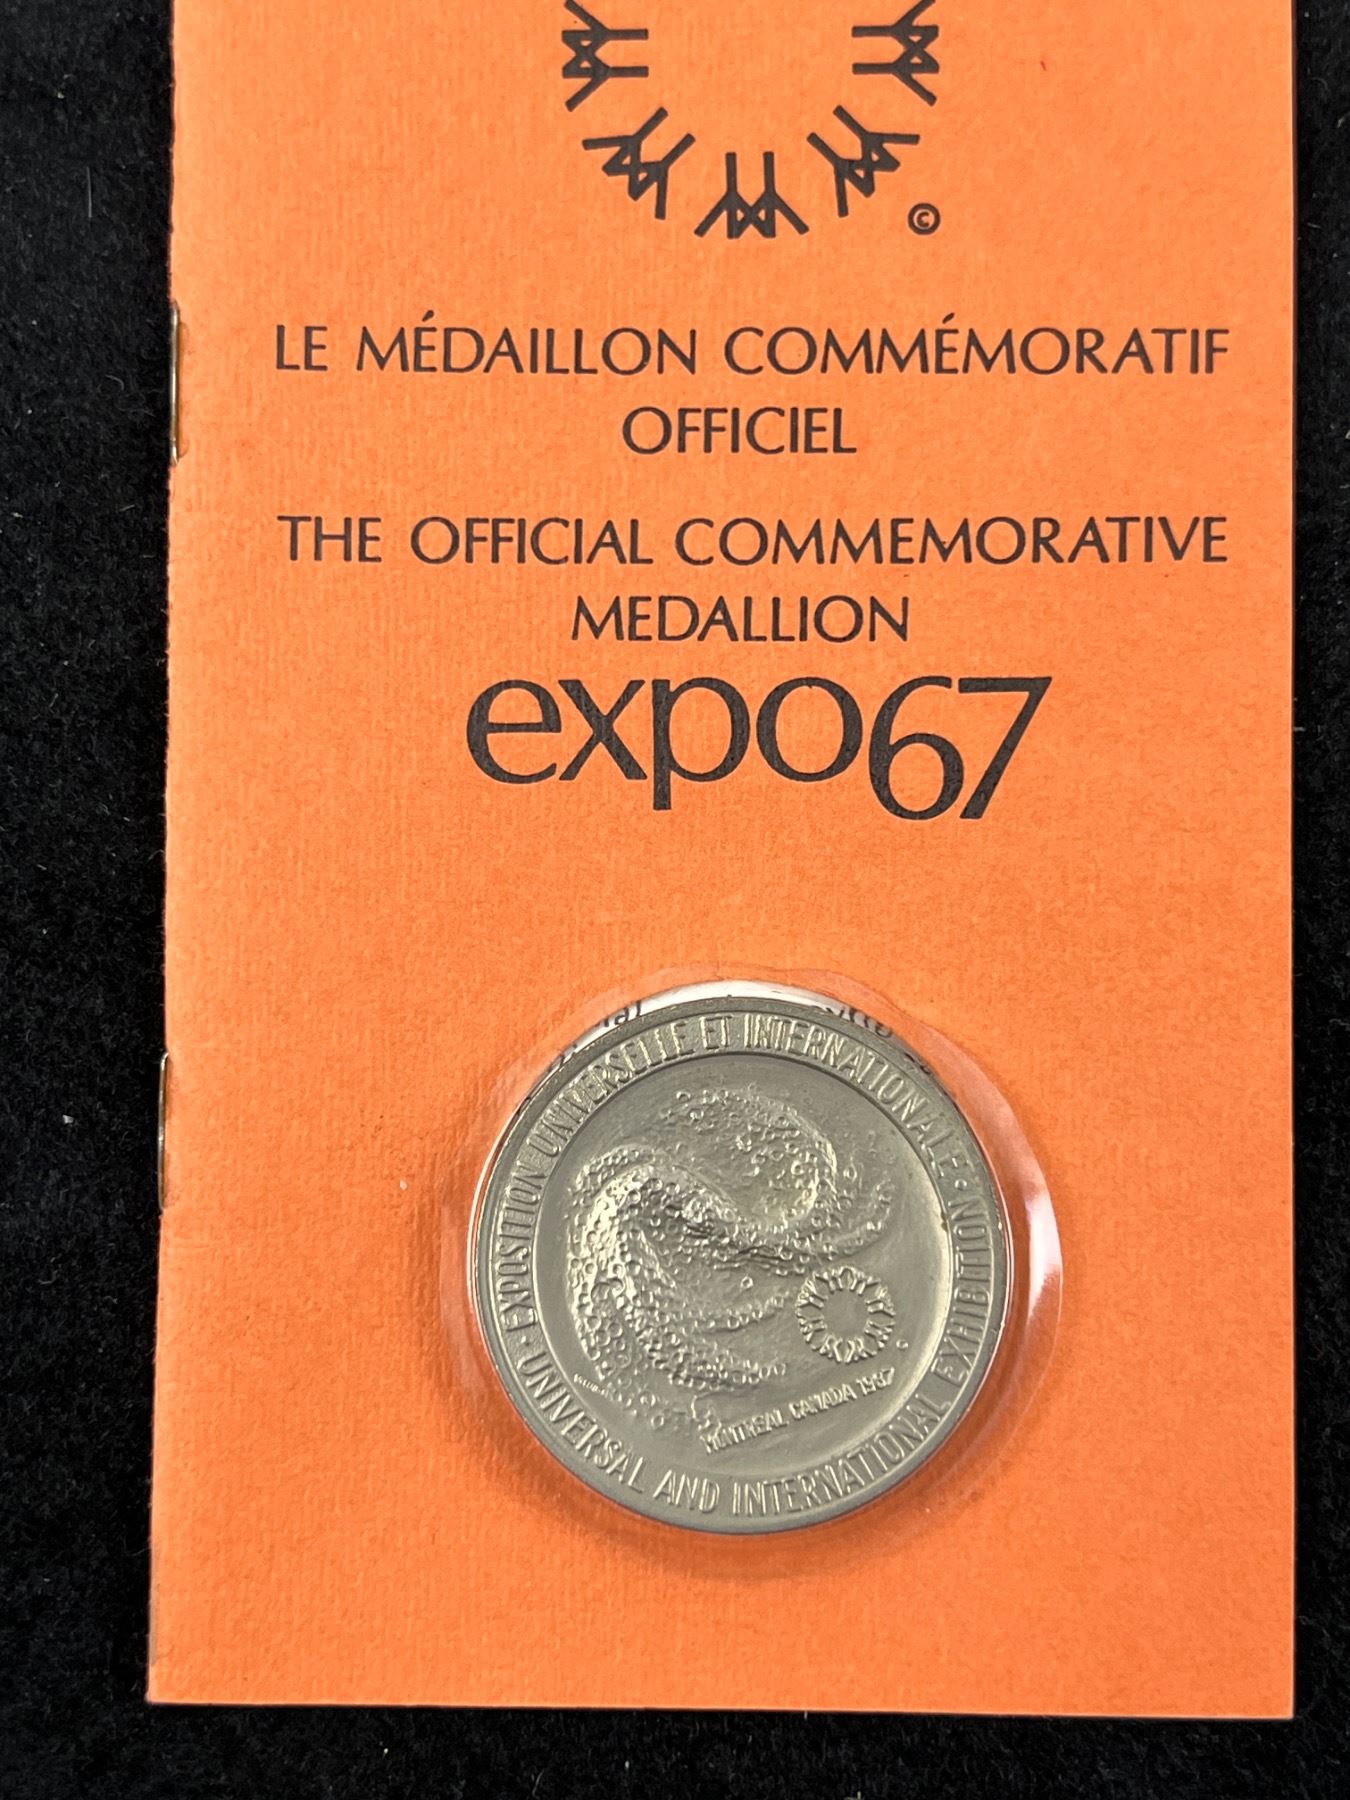 ©
LE MÉDAILLON COMMÉMORATIF
OFFICIEL
THE OFFICIAL COMMEMORATIVE
MEDALLION
expo67
• EXPOSITION UNIVERSELLE ET INTERNATIONALE •
UNIVERSAL AND INTERNATIONAL EXHIBITION
MONTREAL CANADA 1967